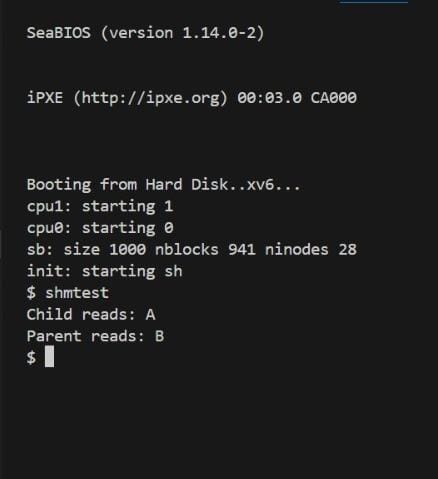 SeaBIOS (version 1.14.0-2)
iPXE (http://ipxe.org) 00:03.0 CA000
Booting from Hard Disk..xv6...
cpu1: starting 1
cpu0: starting 0
sb: size 1000 nblocks 941 ninodes 28
init: starting sh
$ shmtest
Child reads: A
Parent reads: B
$